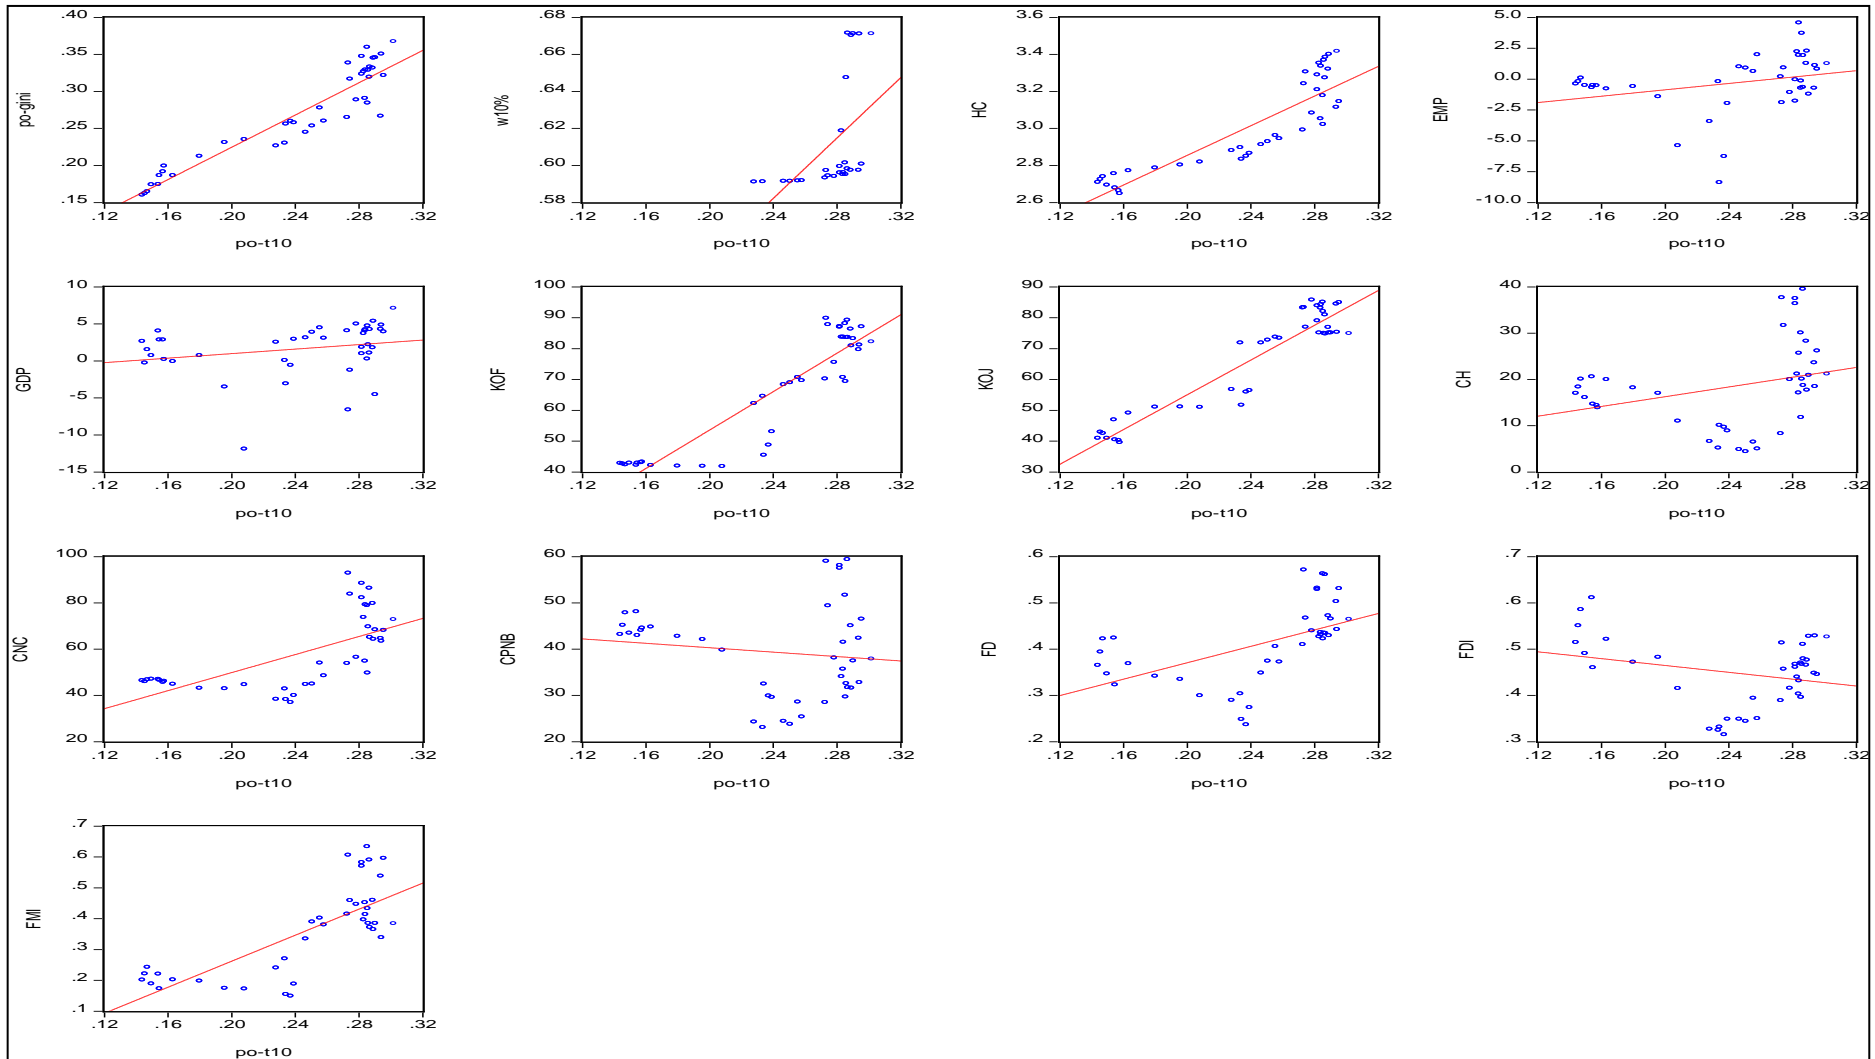 .40
.35
.30
.25
.20
.15
po-gini
.12 .16 .20 .24 .28 .32
po-t10
.68
.66
.64
.62
.60
.58
w10%
.12 .16 .20 .24 .28 .32
po-t10
3.6
3.4
3.2
3.0
2.8
2.6
HC
.12 .16 .20 .24 .28 .32
po-t10
5.0
2.5
0.0
-2.5
-5.0
-7.5
-10.0
EMP
.12 .16 .20 .24 .28 .32
po-t10
10
5
0
-5
-10
-15
GDP
.12 .16 .20 .24 .28 .32
po-t10
100
90
80
70
60
50
40
KOF
.12 .16 .20 .24 .28 .32
po-t10
90
80
70
60
50
40
30
KOJ
.12 .16 .20 .24 .28 .32
po-t10
40
30
20
10
0
CH
.12 .16 .20 .24 .28 .32
po-t10
100
80
60
40
20
CNC
.12 .16 .20 .24 .28 .32
po-t10
60
50
40
30
20
CPNB
.12 .16 .20 .24 .28 .32
po-t10
.6
.5
.4
.3
.2
FD
.12 .16 .20 .24 .28 .32
po-t10
.7
.6
.5
.4
.3
FDI
.12 .16 .20 .24 .28 .32
po-t10
.7
.6
.5
.4
.3
.2
.1
FMI
.12 .16 .20 .24 .28 .32
po-t10